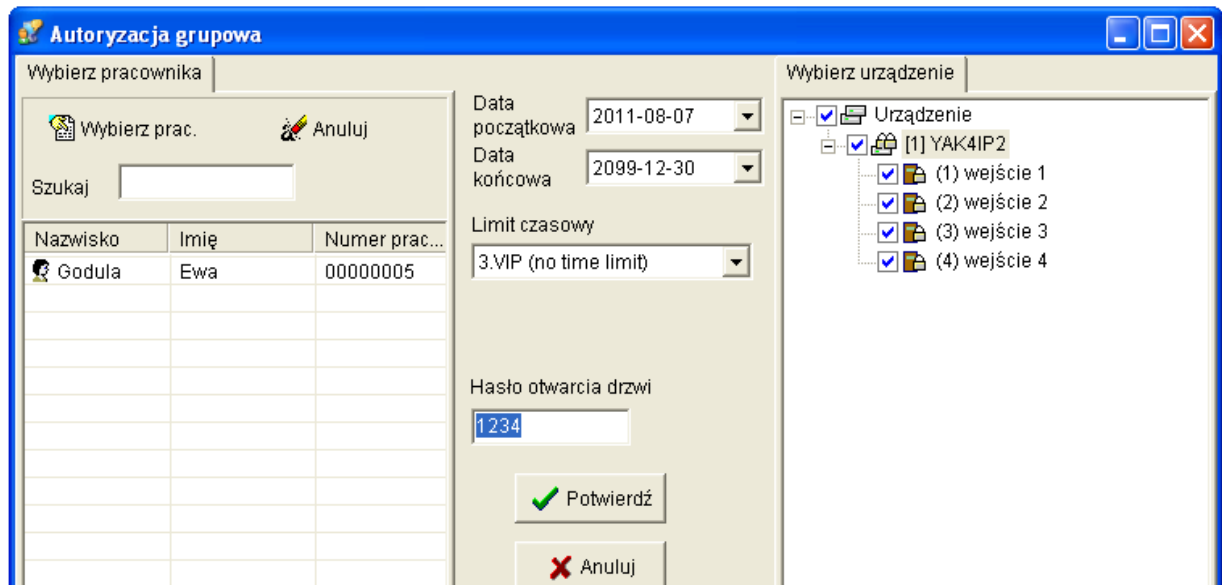 Autoryzacja grupowa
Wybierz pracownika
Wybierz prac.
Anuluj
Szukaj
Nazwisko Imię Numer prac...
Godula Ewa 00000005
Data
początkowa
2011-08-07
Data
końcowa
2099-12-30
Limit czasowy
3.VIP (no time limit)
Hasło otwarcia drzwi
1234
Potwierdź
Anuluj
Wybierz urządzenie
Urządzenie
[1] YAK4IP2
(1) wejście 1
(2) wejście 2
(3) wejście 3
(4) wejście 4